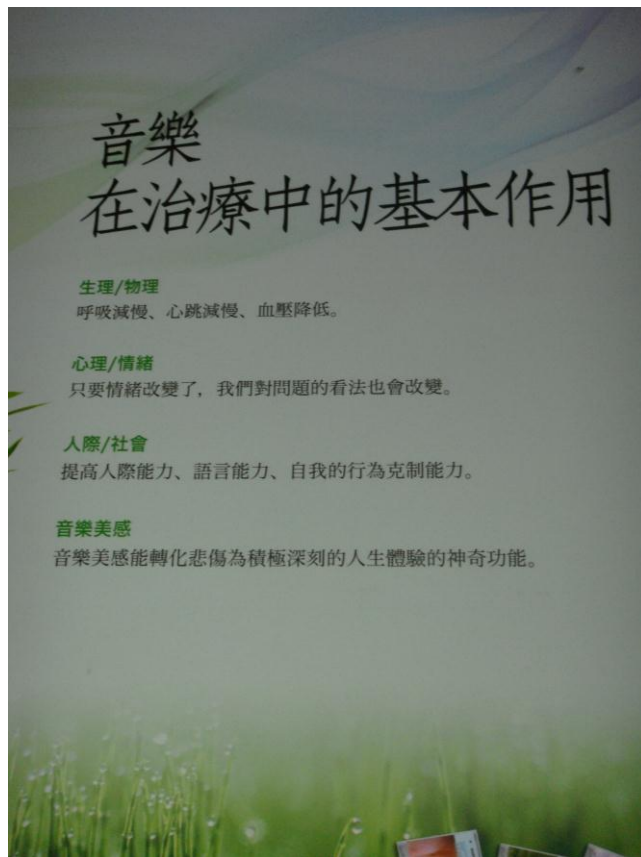 音樂
在治療中的基本作用
生理/物理
呼吸減慢、心跳減慢、血壓降低。
心理/情緒
只要情緒改變了，我們對問題的看法也會改變。
人際/社會
提高人際能力、語言能力、自我的行為克制能力。
音樂美感
音樂美感能轉化悲傷為積極深刻的人生體驗的神奇功能。